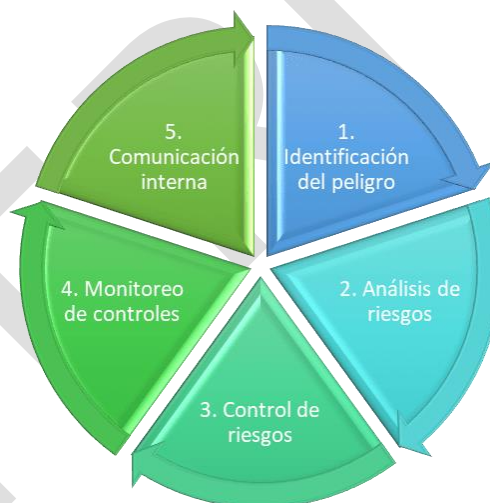 1.
Identificación
del peligro
2. Análisis de
riesgos
3. Control de
riesgos
4. Monitoreo
de controles
5.
Comunicación
interna